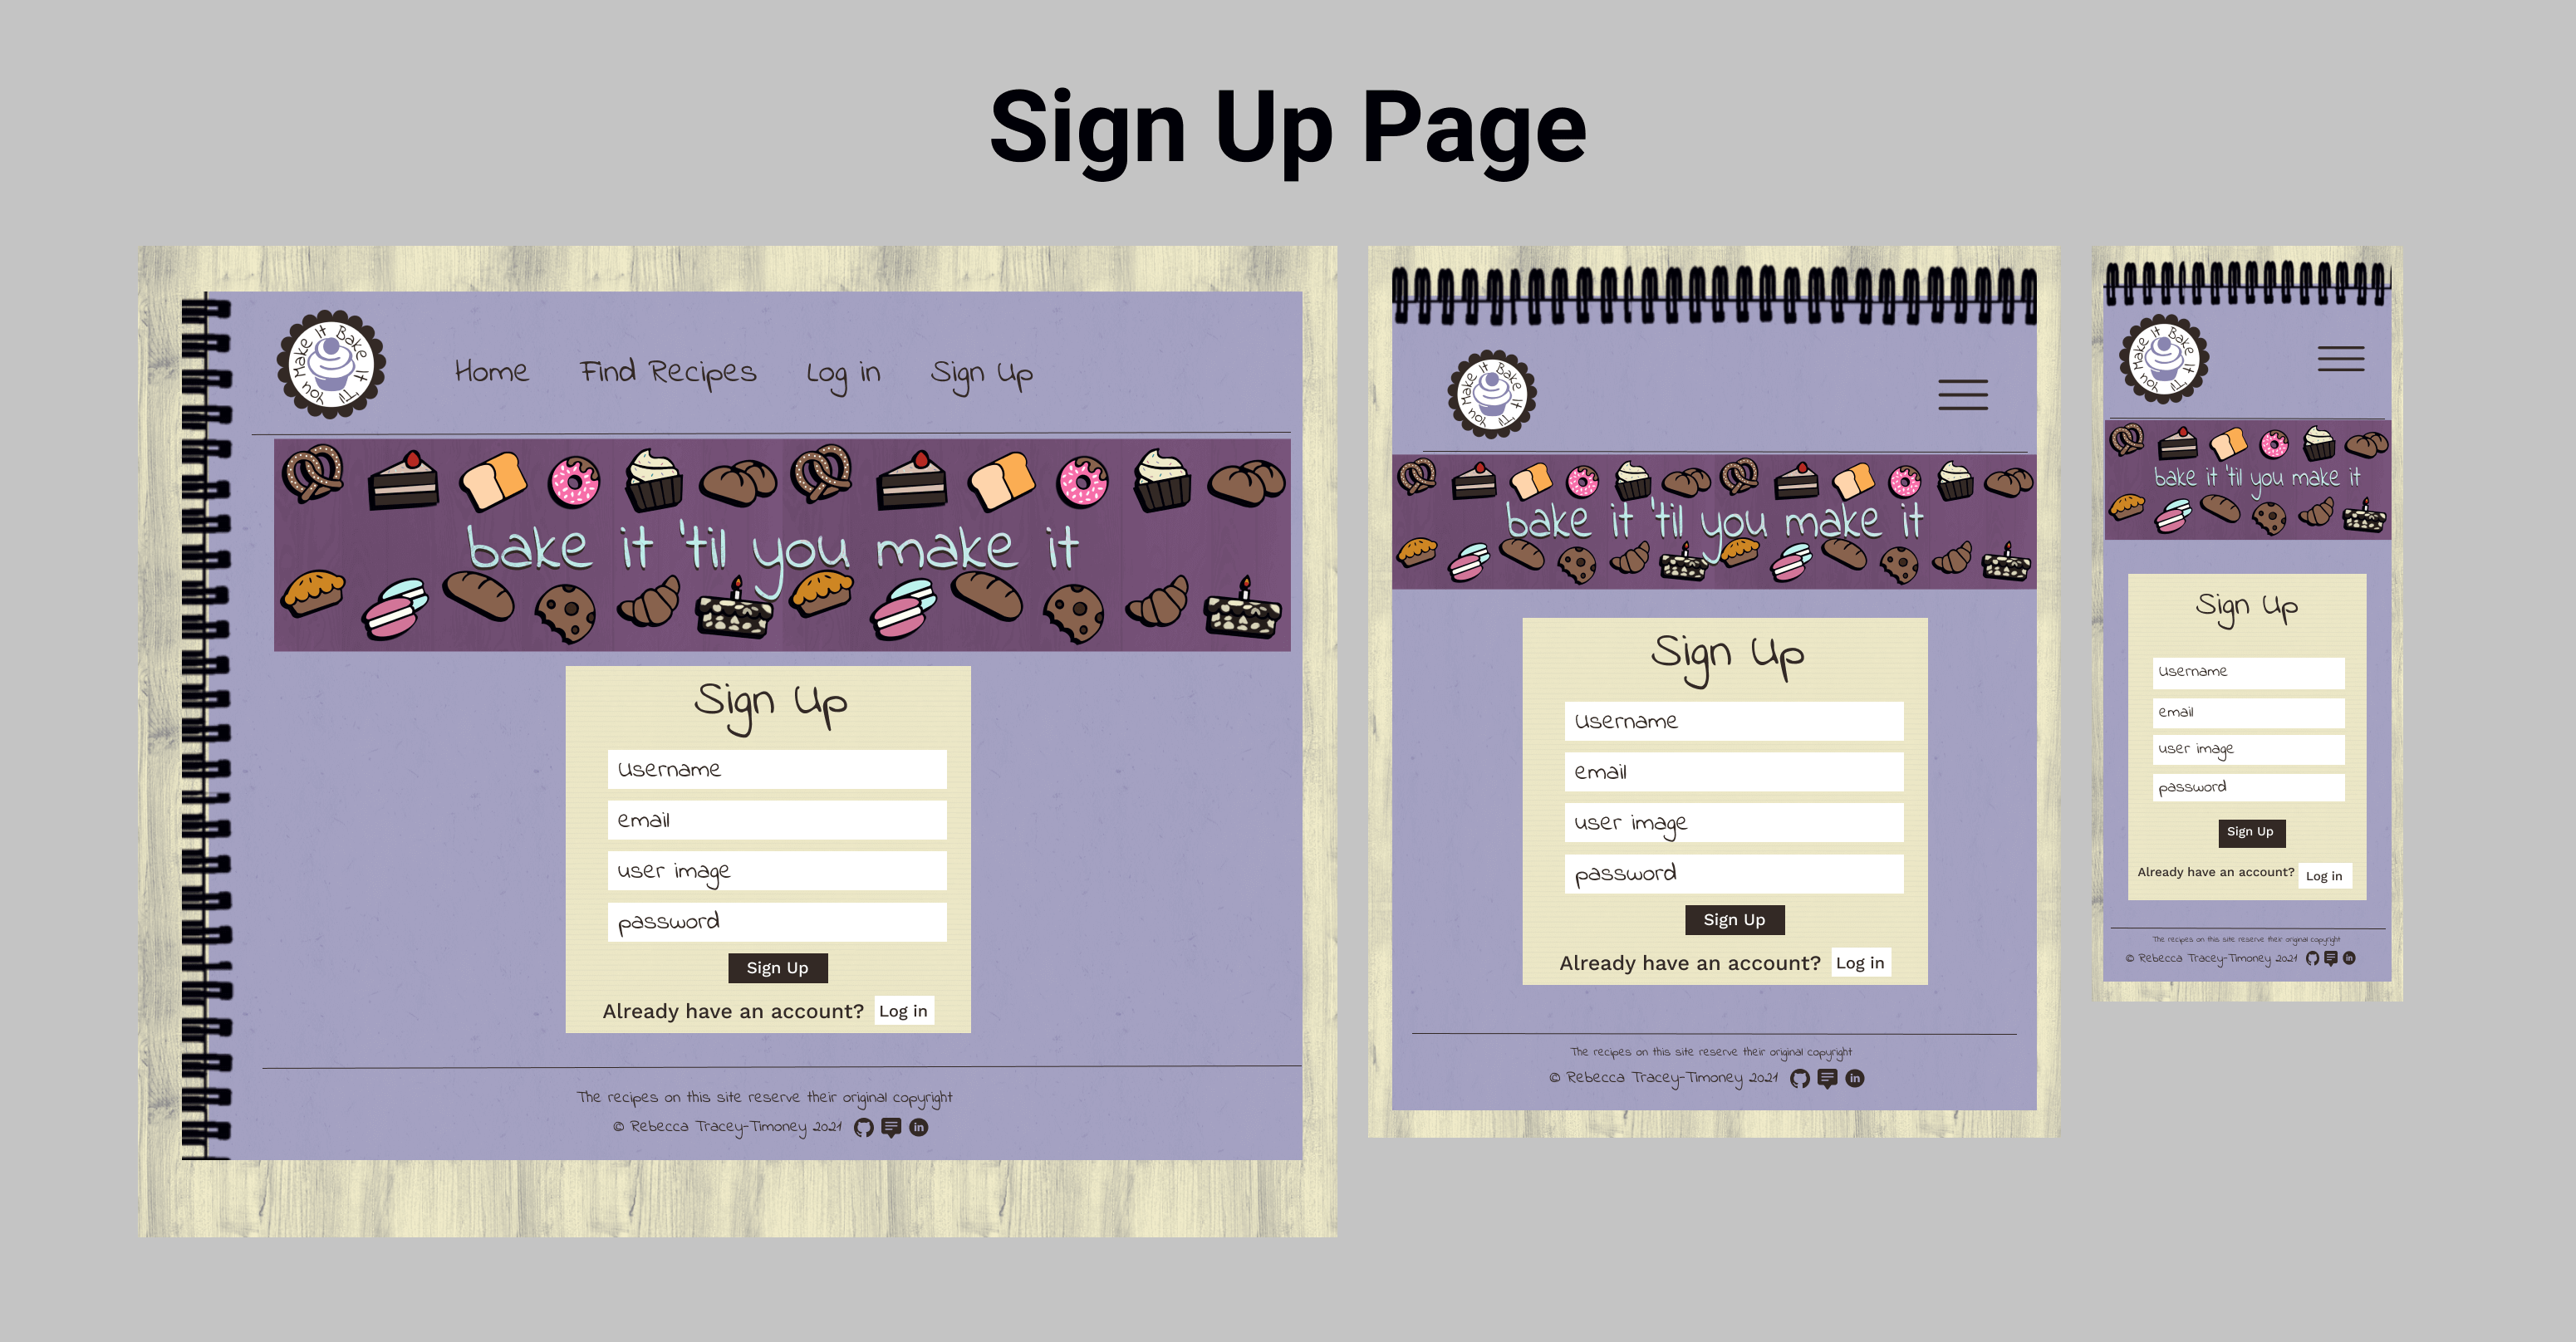 Sign Up Page
Make It Bake It 'Til You
Home Find Recipes Log in Sign Up
bake it 'til you make it
Sign Up
Username
email
user image
password
Sign Up
Already have an account? Log in
The recipes on this site reserve their original copyright
© Rebecca Tracey-Timoney 2021 in
Make It Bake It 'Til You
bake it 'til you make it
Sign Up
Username
email
user image
password
Sign Up
Already have an account? Log in
The recipes on this site reserve their original copyright
© Rebecca Tracey-Timoney 2021 in
Make It Bake It 'Til You
bake it 'til you make it
Sign Up
Username
email
user image
password
Sign Up
Already have an account? Log in
The recipes on this site reserve their original copyright
© Rebecca Tracey-Timoney 2021 in